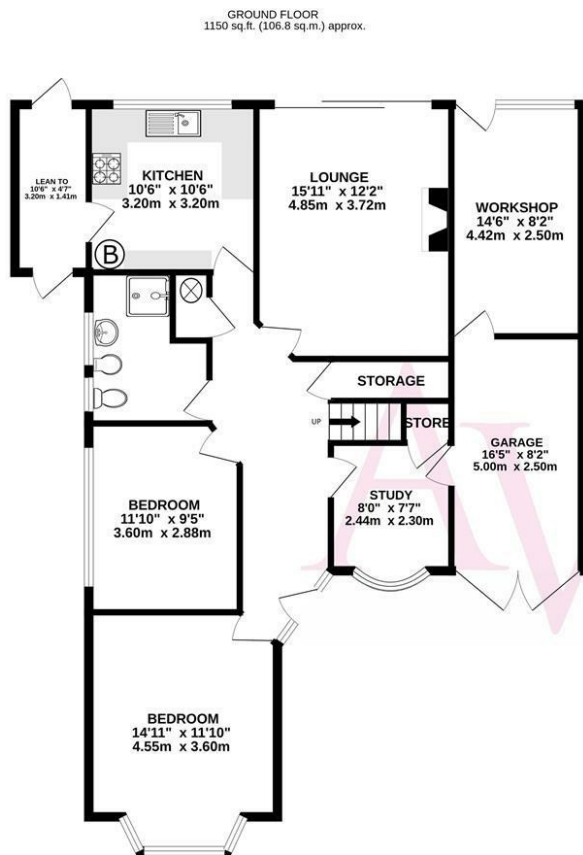 GROUND FLOOR
1150 sq.ft. (106.8 sq.m.) approx.
LEAN TO
10'6" x 4'7"
3.20m x 1.41m
KITCHEN
10'6" x 10'6"
3.20m x 3.20m
B
LOUNGE
15'11" x 12'2"
4.85m x 3.72m
WORKSHOP
14'6" x 8'2"
4.42m x 2.50m
STORAGE
UP
STORE
GARAGE
16'5" x 8'2"
5.00m x 2.50m
STUDY
8'0" x 7'7"
2.44m x 2.30m
BEDROOM
11'10" x 9'5"
3.60m x 2.88m
BEDROOM
14'11" x 11'10"
4.55m x 3.60m
AV